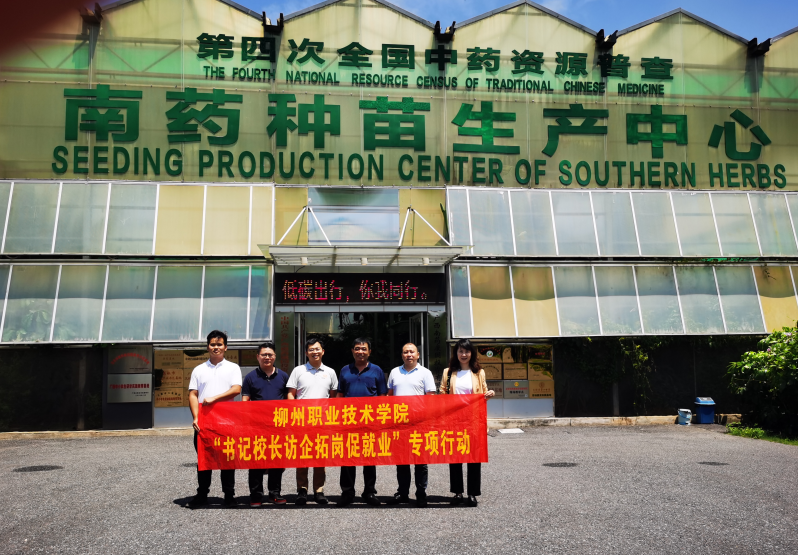 第四次全国中药资源普查
THE FOURTH NATIONAL RESOURCE CENSUS OF TRADITIONAL CHINESE MEDICINE
南药种苗生产中心
SEEDING PRODUCTION CENTER OF SOUTHERN HERBS
低碳出行，你我同行。
柳州职业技术学院
“书记校长访企拓岗促就业”专项行动